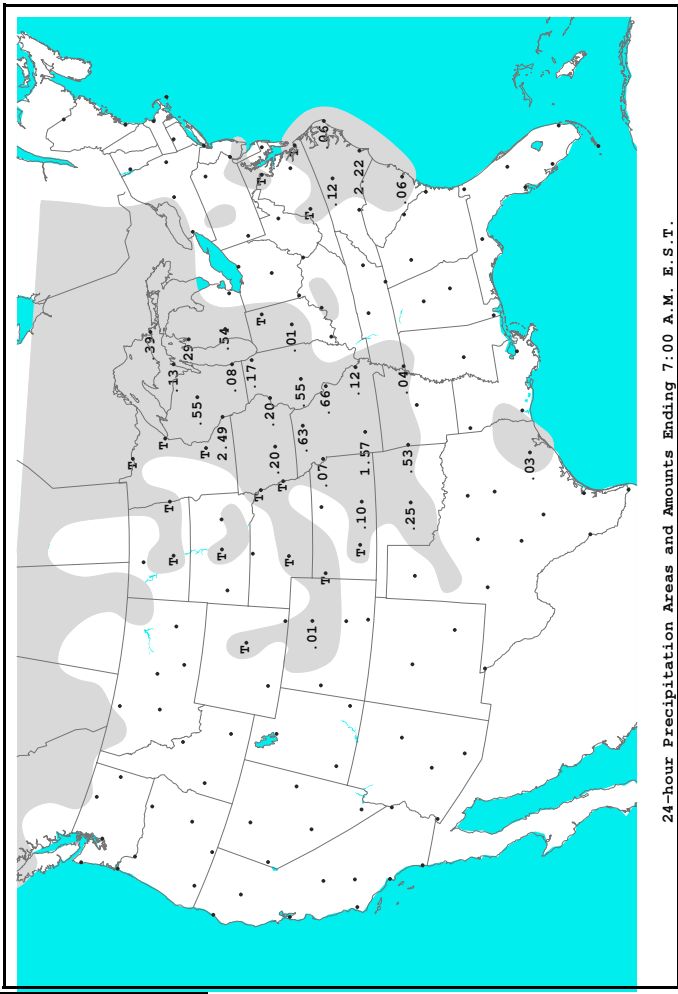 T
.39
T
T
.13
T
.29
.55
T
T
2.49
.54
.08
T
.17
T
T
T
.20
.20
T
T
.01
.55
.63
T
.01
.07
.06
T
.66
.12
.12
2.22
T
.10
1.57
.06
.04
.53
.25
.03
24-hour Precipitation Areas and Amounts Ending 7:00 A.M. E.S.T.